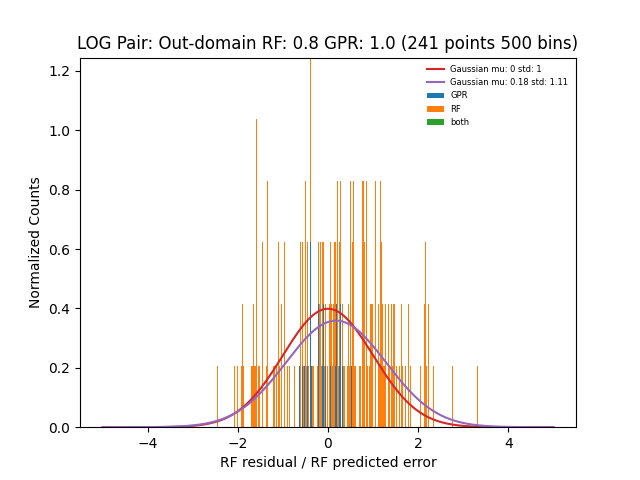 LOG Pair: Out-domain RF: 0.8 GPR: 1.0 (241 points 500 bins)
Normalized Counts
1.2
1.0
0.8
0.6
0.4
0.2
0.0
Gaussian mu: 0 std: 1
Gaussian mu: 0.18 std: 1.11
GPR
RF
both
−4
−2
0
2
4
RF residual / RF predicted error